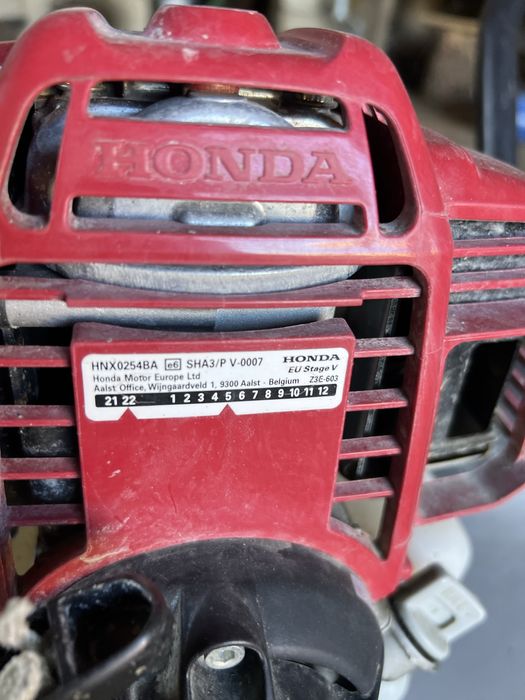 HONDA
HNX0254BA e6 SHA3/P V-0007 HONDA
Honda Motor Europe Ltd EU Stage V
Aalst Office, Wijngaardveld 1, 9300 Aalst - Belgium Z3E-603
21 22 1 2 3 4 5 6 7 8 9 10 11 12